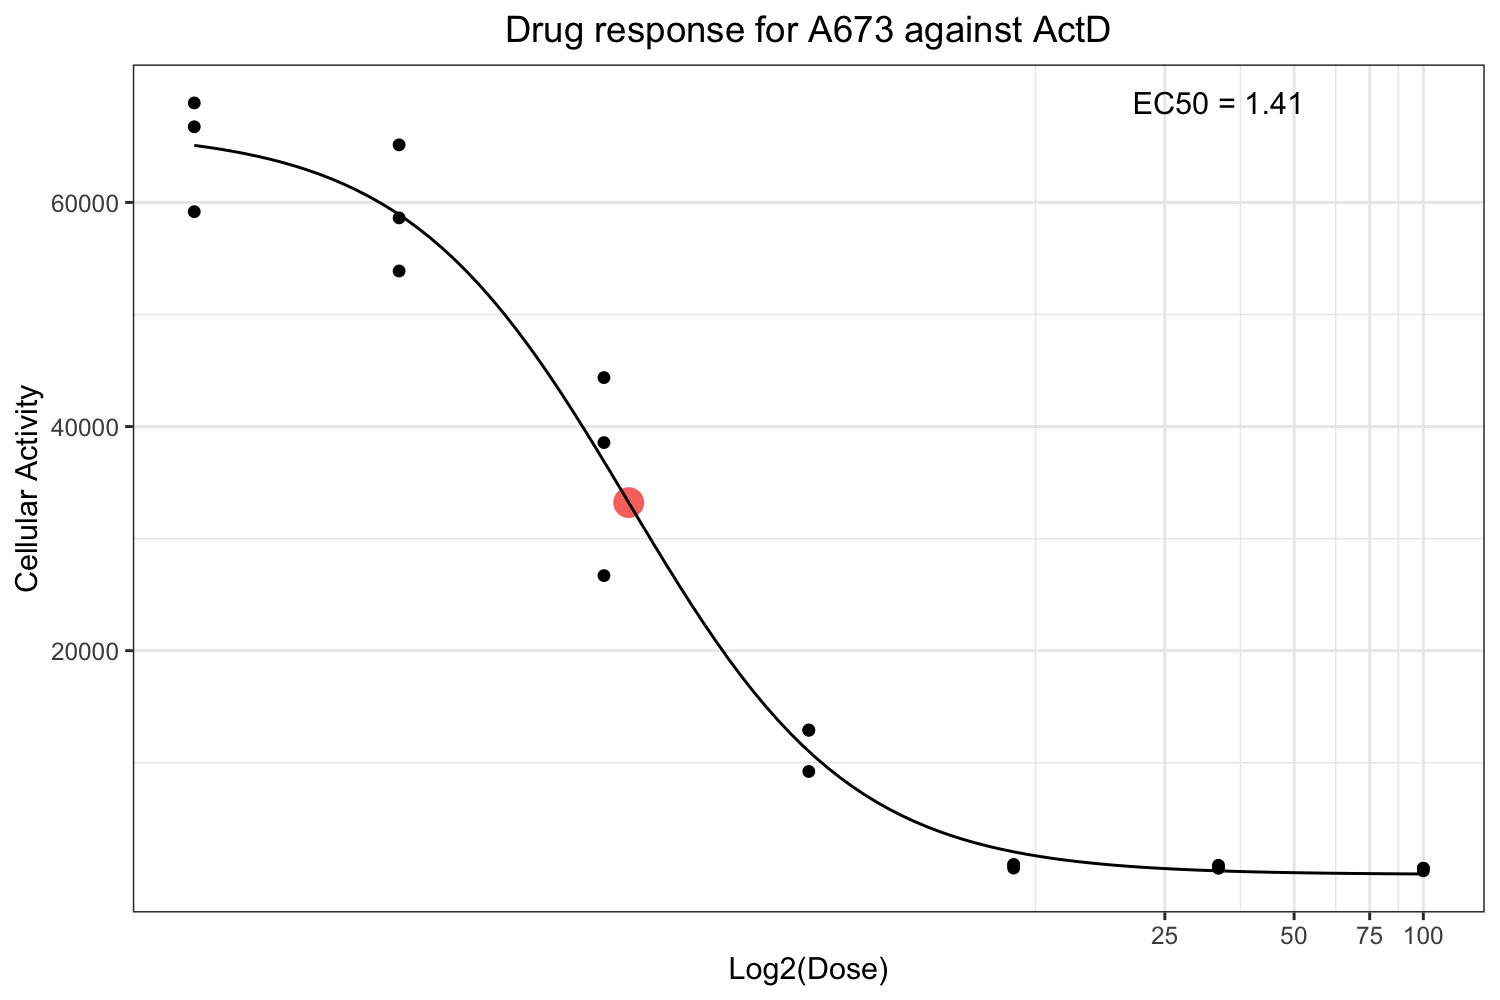 Drug response for A673 against ActD
EC50 = 1.41
60000
40000
20000
Cellular Activity
25 50 75 100
Log2(Dose)